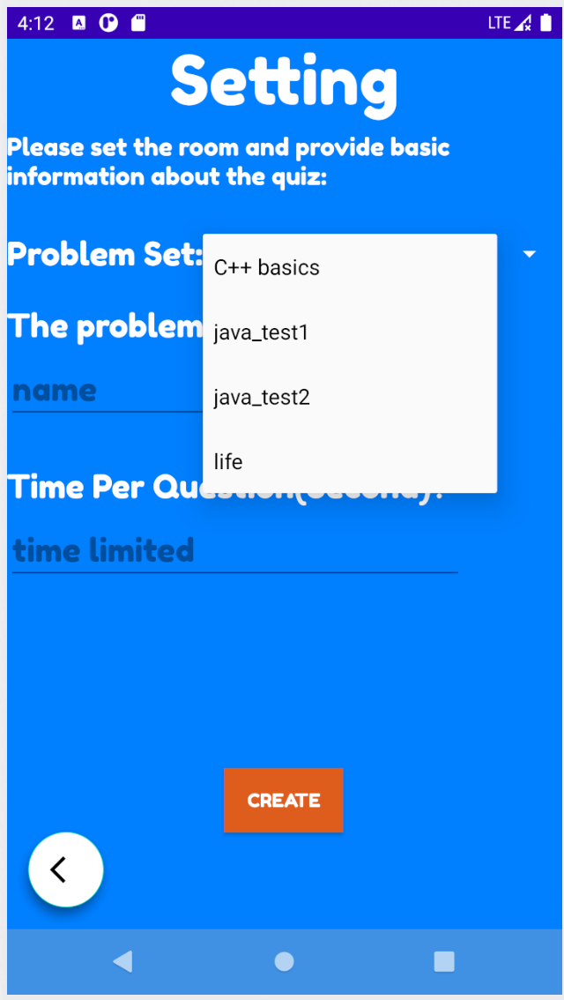 4:12 LTE
Setting
Please set the room and provide basic
information about the quiz:
Problem Set:
C++ basics
The problem
java_test1
name
java_test2
life
Time Per Question(Second):
time limited
CREATE